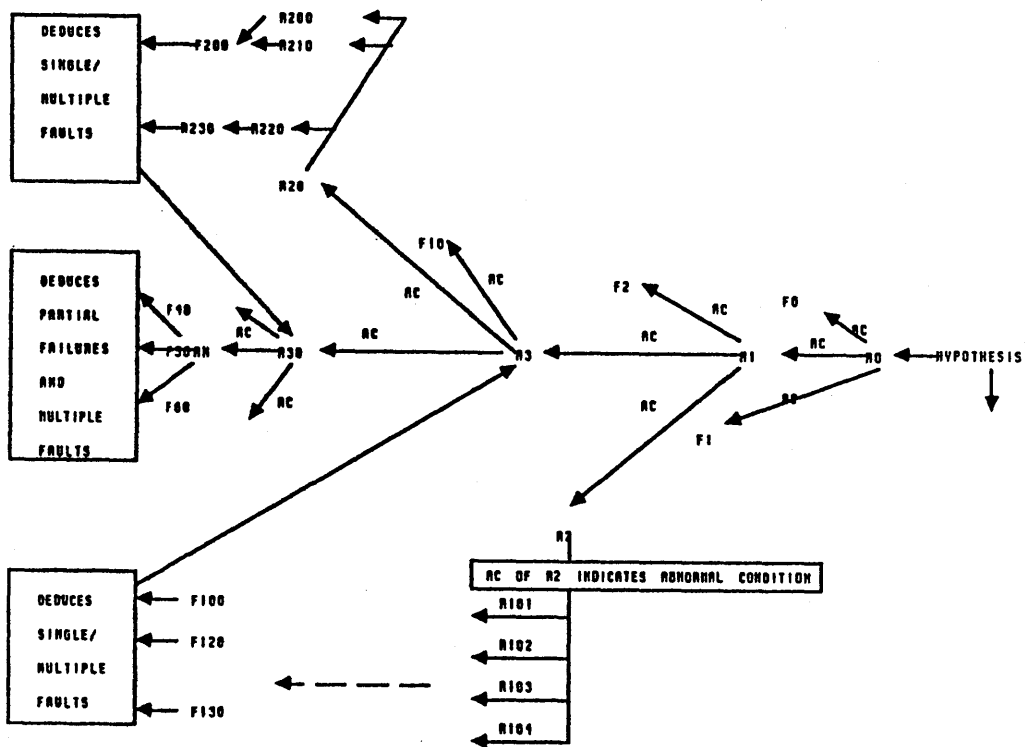 DEDUCES
SINGLE/
MULTIPLE
FAULTS
R200
F200
R210
R230
R220
R20
DEDUCES
PARTIAL
FAILURES
AND
MULTIPLE
FAULTS
F40
F60
AC
R30
AC
AC
AC
F10
AC
R3
AC
F2
AC
AC
R1
F0
AC
AC
R0
HYPOTHESIS
F1
R2
AC OF R2 INDICATES ABNORMAL CONDITION
R101
R102
R103
R104
DEDUCES
SINGLE/
MULTIPLE
FAULTS
F100
F120
F130